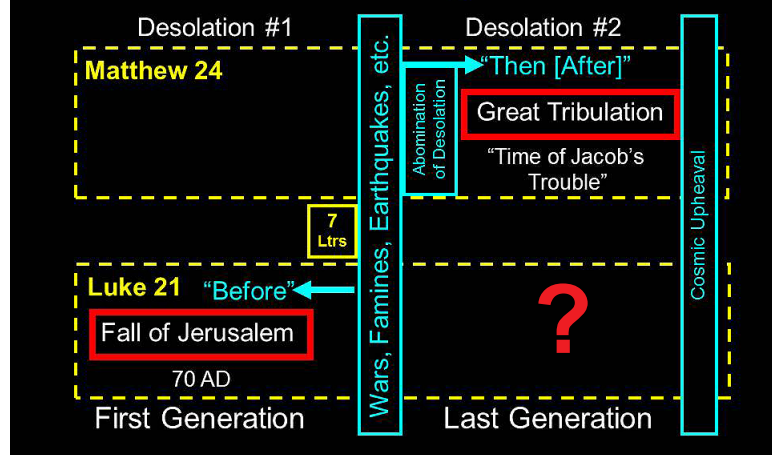 Desolation #1
Desolation #2
Matthew 24
Wars, Famines, Earthquakes, etc.
“Then [After]”
Abomination
of Desolation
Great Tribulation
“Time of Jacob’s
Trouble”
Cosmic Upheaval
7
Ltrs
Luke 21
“Before”
Fall of Jerusalem
70 AD
?
First Generation
Last Generation